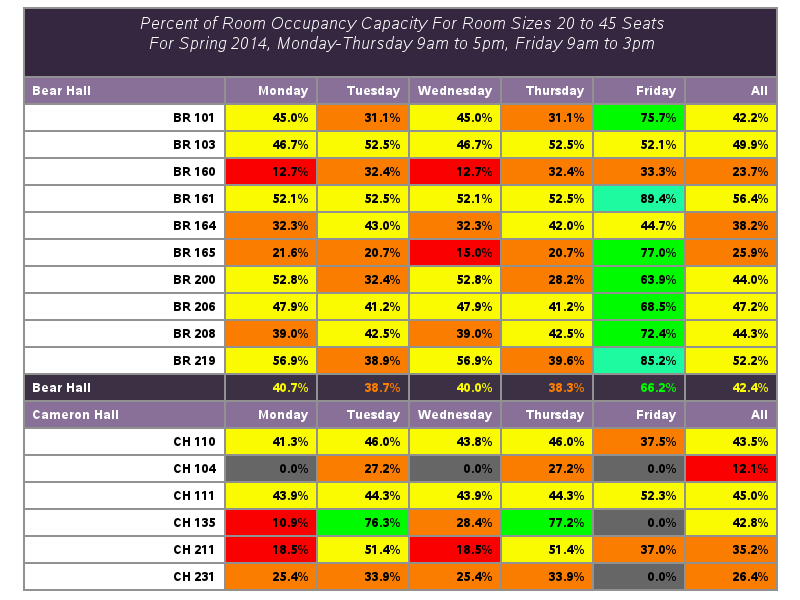 Percent of Room Occupancy Capacity For Room Sizes 20 to 45 Seats
For Spring 2014, Monday-Thursday 9am to 5pm, Friday 9am to 3pm
Bear Hall Monday Tuesday Wednesday Thursday Friday All
BR 101 45.0% 31.1% 45.0% 31.1% 75.7% 42.2%
BR 103 46.7% 52.5% 46.7% 52.5% 52.1% 49.9%
BR 160 12.7% 32.4% 12.7% 32.4% 33.3% 23.7%
BR 161 52.1% 52.5% 52.1% 52.5% 89.4% 56.4%
BR 164 32.3% 43.0% 32.3% 42.0% 44.7% 38.2%
BR 165 21.6% 20.7% 15.0% 20.7% 77.0% 25.9%
BR 200 52.8% 32.4% 52.8% 28.2% 63.9% 44.0%
BR 206 47.9% 41.2% 47.9% 41.2% 68.5% 47.2%
BR 208 39.0% 42.5% 39.0% 42.5% 72.4% 44.3%
BR 219 56.9% 38.9% 56.9% 39.6% 85.2% 52.2%
Bear Hall 40.7% 38.7% 40.0% 38.3% 66.2% 42.4%
Cameron Hall Monday Tuesday Wednesday Thursday Friday All
CH 110 41.3% 46.0% 43.8% 46.0% 37.5% 43.5%
CH 104 0.0% 27.2% 0.0% 27.2% 0.0% 12.1%
CH 111 43.9% 44.3% 43.9% 44.3% 52.3% 45.0%
CH 135 10.9% 76.3% 28.4% 77.2% 0.0% 42.8%
CH 211 18.5% 51.4% 18.5% 51.4% 37.0% 35.2%
CH 231 25.4% 33.9% 25.4% 33.9% 0.0% 26.4%